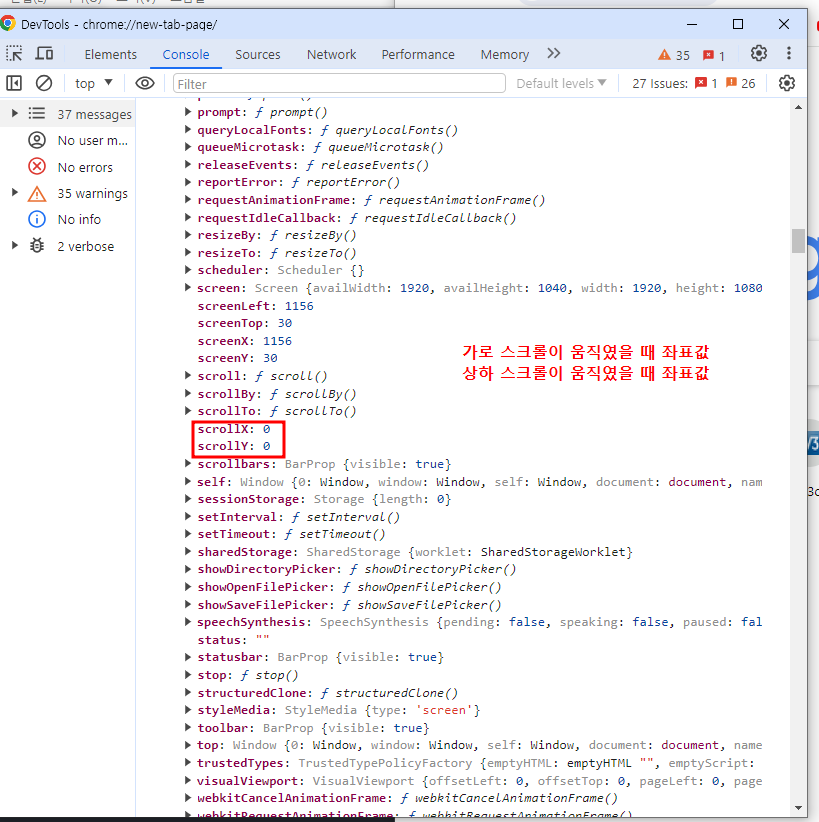 DevTools - chrome://new-tab-page/
Elements Console Sources Network Performance Memory 35 1
top Filter Default levels 27 Issues: 1 26
37 messages
No user m...
No errors
35 warnings
No info
2 verbose
prompt: ƒ prompt()
queryLocalFonts: ƒ queryLocalFonts()
queueMicrotask: ƒ queueMicrotask()
releaseEvents: ƒ releaseEvents()
reportError: ƒ reportError()
requestAnimationFrame: ƒ requestAnimationFrame()
requestIdleCallback: ƒ requestIdleCallback()
resizeBy: ƒ resizeBy()
resizeTo: ƒ resizeTo()
scheduler: Scheduler {}
screen: Screen {availWidth: 1920, availHeight: 1040, width: 1920, height: 1080
screenLeft: 1156
screenTop: 30
screenX: 1156
screenY: 30
가로 스크롤이 움직였을 때 좌표값
상하 스크롤이 움직였을 때 좌표값
scroll: ƒ scroll()
scrollBy: ƒ scrollBy()
scrollTo: ƒ scrollTo()
scrollX: 0
scrollY: 0
scrollbars: BarProp {visible: true}
self: Window {0: Window, window: Window, self: Window, document: document, nam
sessionStorage: Storage {length: 0}
setInterval: ƒ setInterval()
setTimeout: ƒ setTimeout()
sharedStorage: SharedStorage {worklet: SharedStorageWorklet}
showDirectoryPicker: ƒ showDirectoryPicker()
showOpenFilePicker: ƒ showOpenFilePicker()
showSaveFilePicker: ƒ showSaveFilePicker()
speechSynthesis: SpeechSynthesis {pending: false, speaking: false, paused: fal
status: ""
statusbar: BarProp {visible: true}
stop: ƒ stop()
structuredClone: ƒ structuredClone()
styleMedia: StyleMedia {type: 'screen'}
toolbar: BarProp {visible: true}
top: Window {0: Window, window: Window, self: Window, document: document, name
trustedTypes: TrustedTypePolicyFactory {emptyHTML: emptyHTML "", emptyScript:
visualViewport: VisualViewport {offsetLeft: 0, offsetTop: 0, pageLeft: 0, page
webkitCancelAnimationFrame: ƒ webkitCancelAnimationFrame()
webkitRequestAnimationFrame: ƒ webkitRequestAnimationFrame()